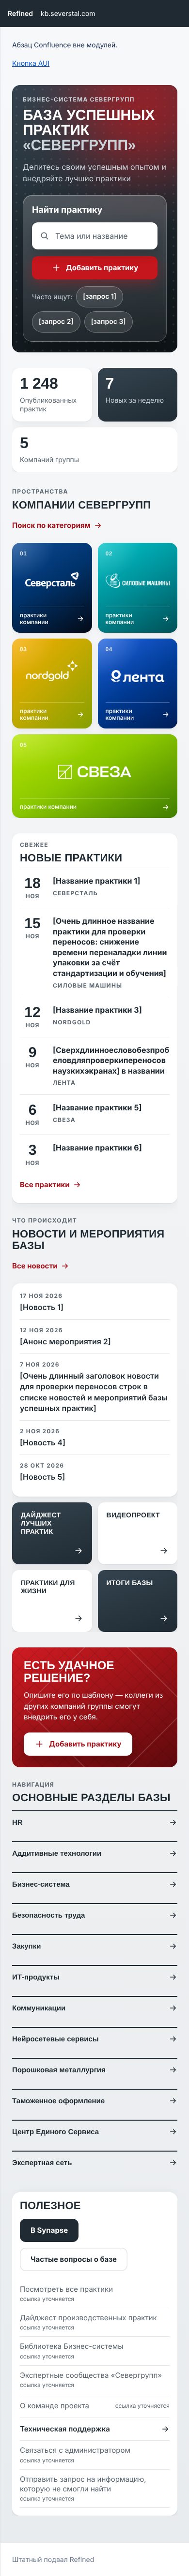 Refined kb.severstal.com
Абзац Confluence вне модулей.
Кнопка AUI
БИЗНЕС-СИСТЕМА СЕВЕРГРУПП
БАЗА УСПЕШНЫХ
ПРАКТИК
«СЕВЕРГРУПП»
Делитесь своим успешным опытом и
внедряйте лучшие практики
Найти практику
Тема или название
+ Добавить практику
Часто ищут: [запрос 1]
[запрос 2] [запрос 3]
1 248
Опубликованных
практик
7
Новых за неделю
5
Компаний группы
ПРОСТРАНСТВА
КОМПАНИИ СЕВЕРГРУПП
Поиск по категориям →
01
Северсталь
практики
компании →
02
СИЛОВЫЕ МАШИНЫ
практики
компании →
03
nordgold
практики
компании →
04
лента
практики
компании →
05
СВЕЗА
практики компании →
СВЕЖЕЕ
НОВЫЕ ПРАКТИКИ
18
НОЯ
[Название практики 1]
СЕВЕРСТАЛЬ
15
НОЯ
[Очень длинное название
практики для проверки
переносов: снижение
времени переналадки линии
упаковки за счёт
стандартизации и обучения]
СИЛОВЫЕ МАШИНЫ
12
НОЯ
[Название практики 3]
NORDGOLD
9
НОЯ
[Сверхдлинноесловобезпроб
еловдляпроверкипереносов
наузкихэкранах] в названии
ЛЕНТА
6
НОЯ
[Название практики 5]
СВЕЗА
3
НОЯ
[Название практики 6]
Все практики →
ЧТО ПРОИСХОДИТ
НОВОСТИ И МЕРОПРИЯТИЯ
БАЗЫ
Все новости →
17 НОЯ 2026
[Новость 1]
12 НОЯ 2026
[Анонс мероприятия 2]
7 НОЯ 2026
[Очень длинный заголовок новости
для проверки переносов строк в
списке новостей и мероприятий базы
успешных практик]
2 НОЯ 2026
[Новость 4]
28 ОКТ 2026
[Новость 5]
ДАЙДЖЕСТ
ЛУЧШИХ
ПРАКТИК
→
ВИДЕОПРОЕКТ
→
ПРАКТИКИ ДЛЯ
ЖИЗНИ
→
ИТОГИ БАЗЫ
→
ЕСТЬ УДАЧНОЕ
РЕШЕНИЕ?
Опишите его по шаблону — коллеги из
других компаний группы смогут
внедрить его у себя.
+ Добавить практику
НАВИГАЦИЯ
ОСНОВНЫЕ РАЗДЕЛЫ БАЗЫ
HR →
Аддитивные технологии →
Бизнес-система →
Безопасность труда →
Закупки →
ИТ-продукты →
Коммуникации →
Нейросетевые сервисы →
Порошковая металлургия →
Таможенное оформление →
Центр Единого Сервиса →
Экспертная сеть →
ПОЛЕЗНОЕ
В Synapse
Частые вопросы о базе
Посмотреть все практики
ссылка уточняется
Дайджест производственных практик
ссылка уточняется
Библиотека Бизнес-системы
ссылка уточняется
Экспертные сообщества «Севергрупп»
ссылка уточняется
О команде проекта ссылка уточняется
Техническая поддержка →
Связаться с администратором
ссылка уточняется
Отправить запрос на информацию,
которую не смогли найти
ссылка уточняется
Штатный подвал Refined